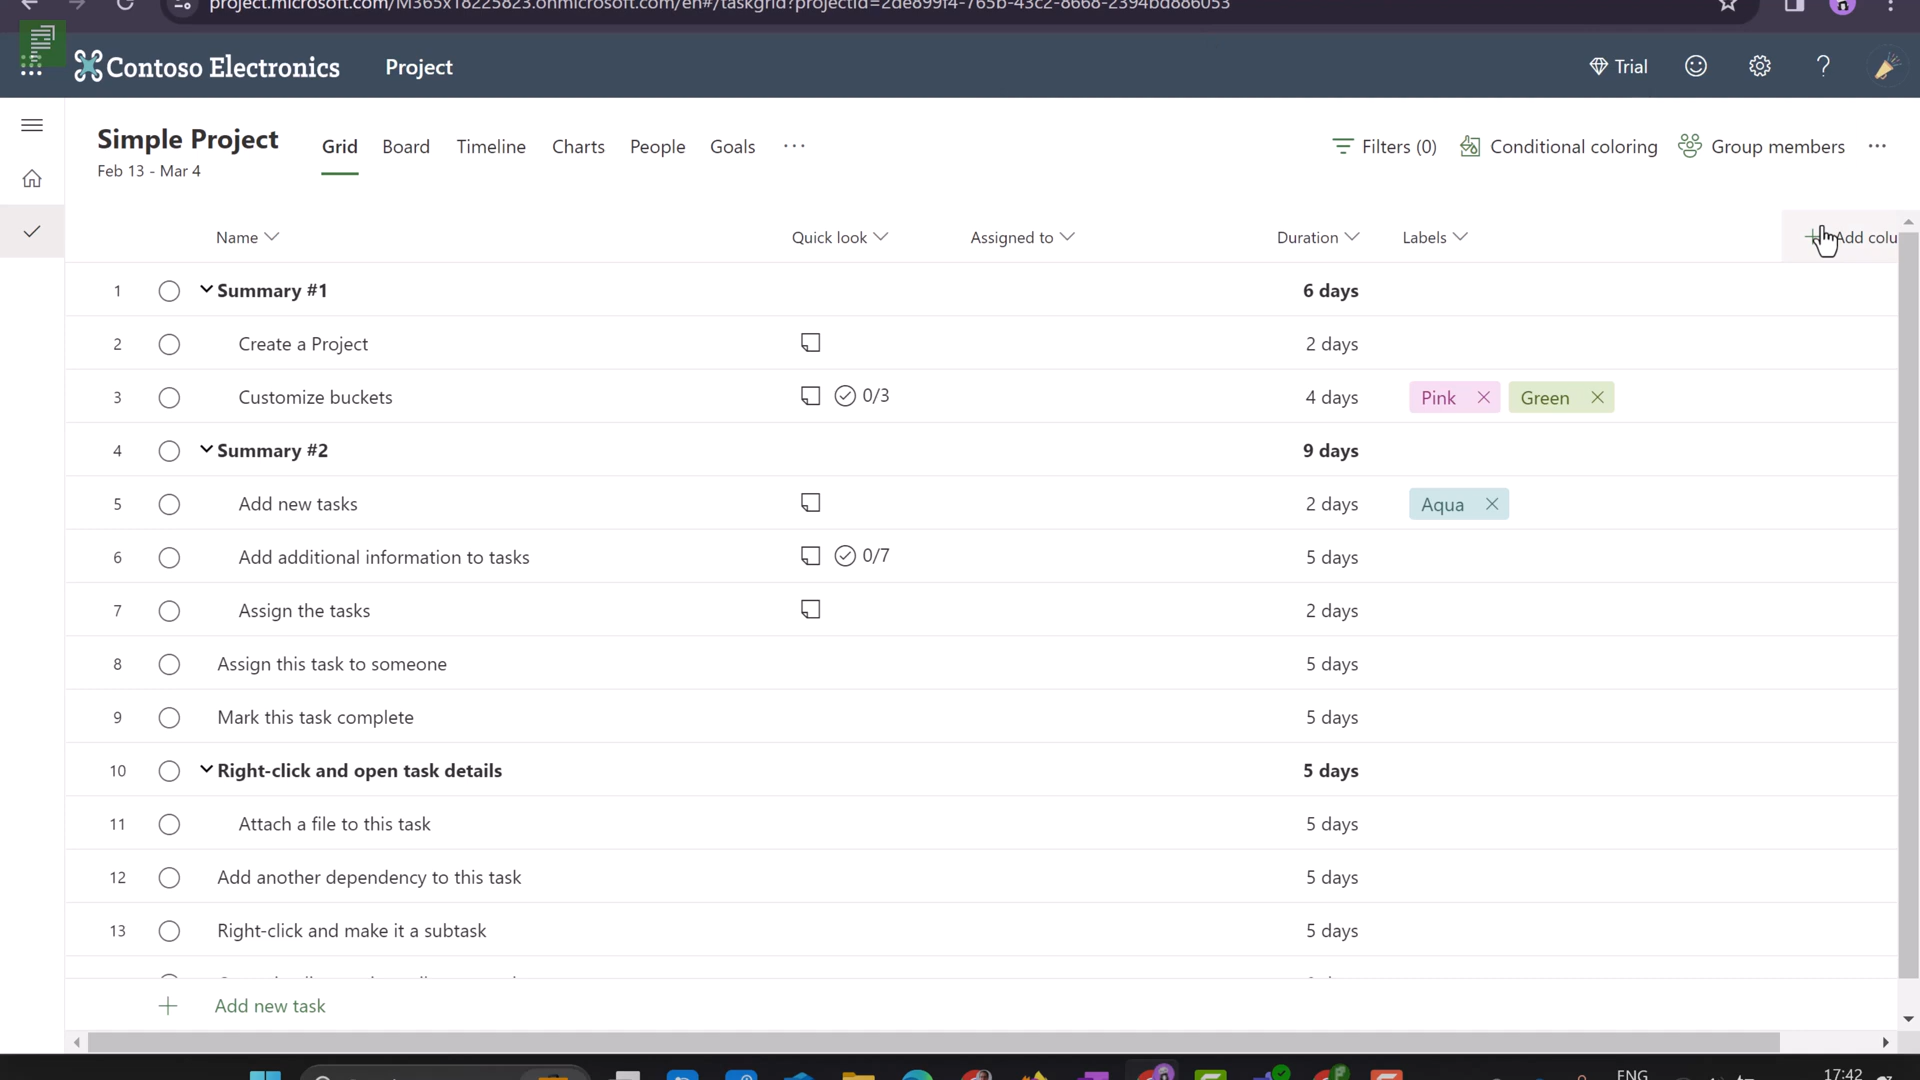 project.microsoft.com/M365x18225823.onmicrosoft.com/en#/taskgrid?projectId=2de899f4-765b-43c2-8668-2394bd886053
Contoso Electronics Project Trial
Simple Project Grid Board Timeline Charts People Goals ··· Filters (0) Conditional coloring Group members ···
Feb 13 - Mar 4
Name Quick look Assigned to Duration Labels Add colu
1 Summary #1 6 days
2 Create a Project 2 days
3 Customize buckets 0/3 4 days Pink Green
4 Summary #2 9 days
5 Add new tasks 2 days Aqua
6 Add additional information to tasks 0/7 5 days
7 Assign the tasks 2 days
8 Assign this task to someone 5 days
9 Mark this task complete 5 days
10 Right-click and open task details 5 days
11 Attach a file to this task 5 days
12 Add another dependency to this task 5 days
13 Right-click and make it a subtask 5 days
Add new task
ENG 17:42